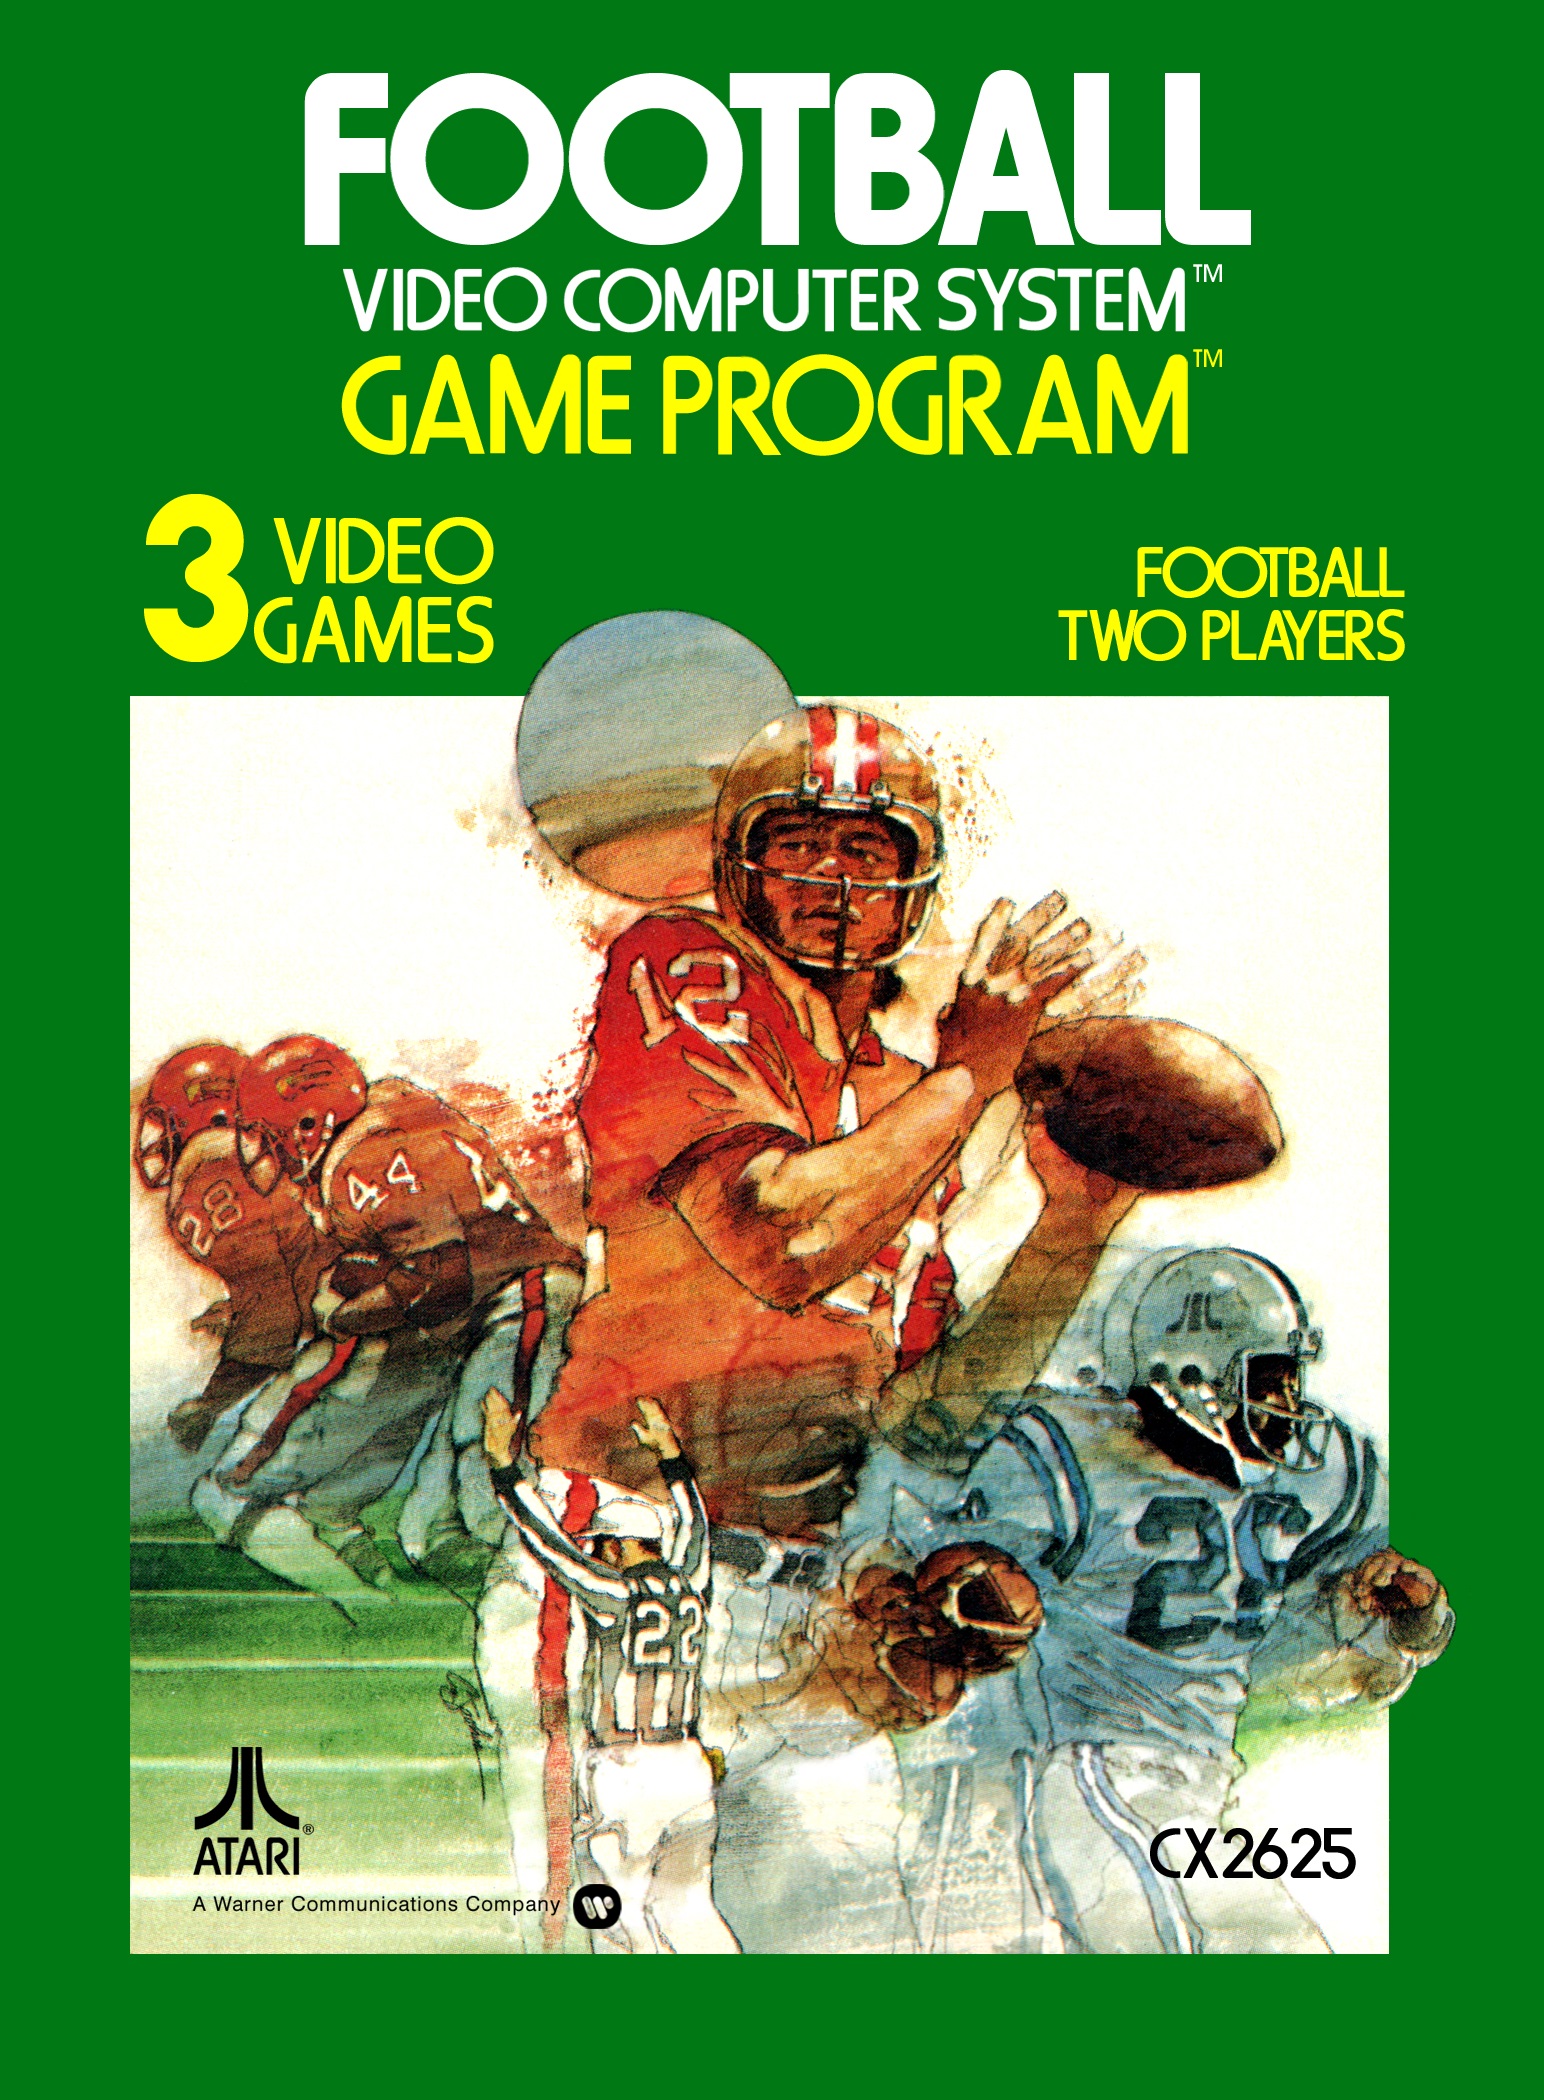 FOOTBALL
VIDEO COMPUTER SYSTEM™
GAME PROGRAM™
3 VIDEO
GAMES
FOOTBALL
TWO PLAYERS
12
28
44
22
ATARI®
A Warner Communications Company
CX2625